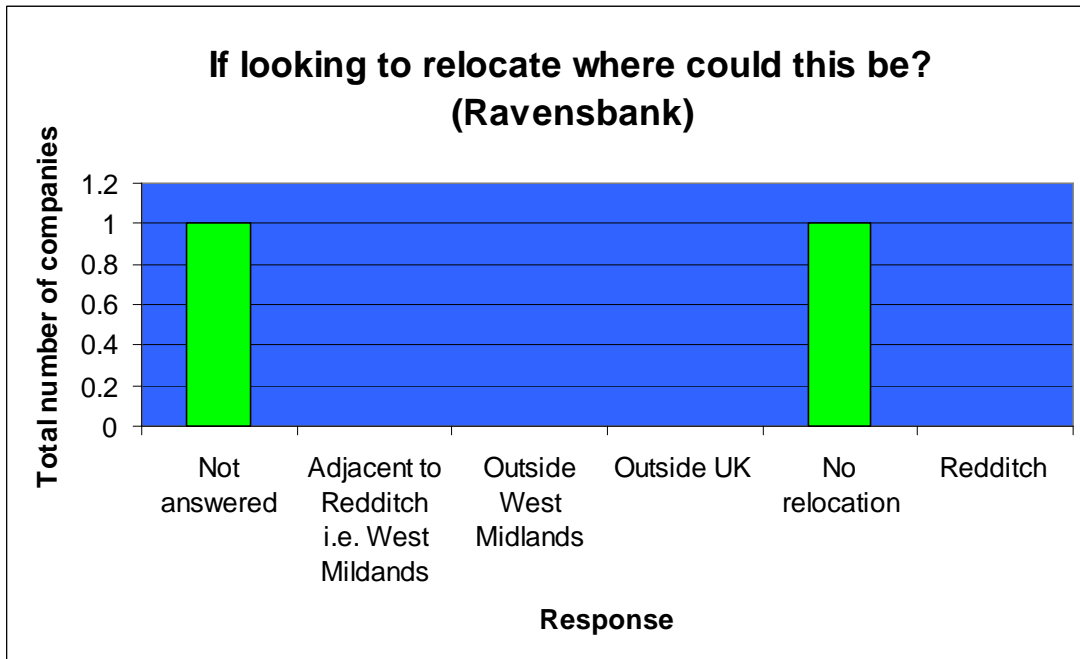 If looking to relocate where could this be?
(Ravensbank)
Total number of companies
1.2
1
0.8
0.6
0.4
0.2
0
Not
answered
Adjacent to
Redditch
i.e. West
Mildands
Outside
West
Midlands
Outside UK
No
relocation
Redditch
Response